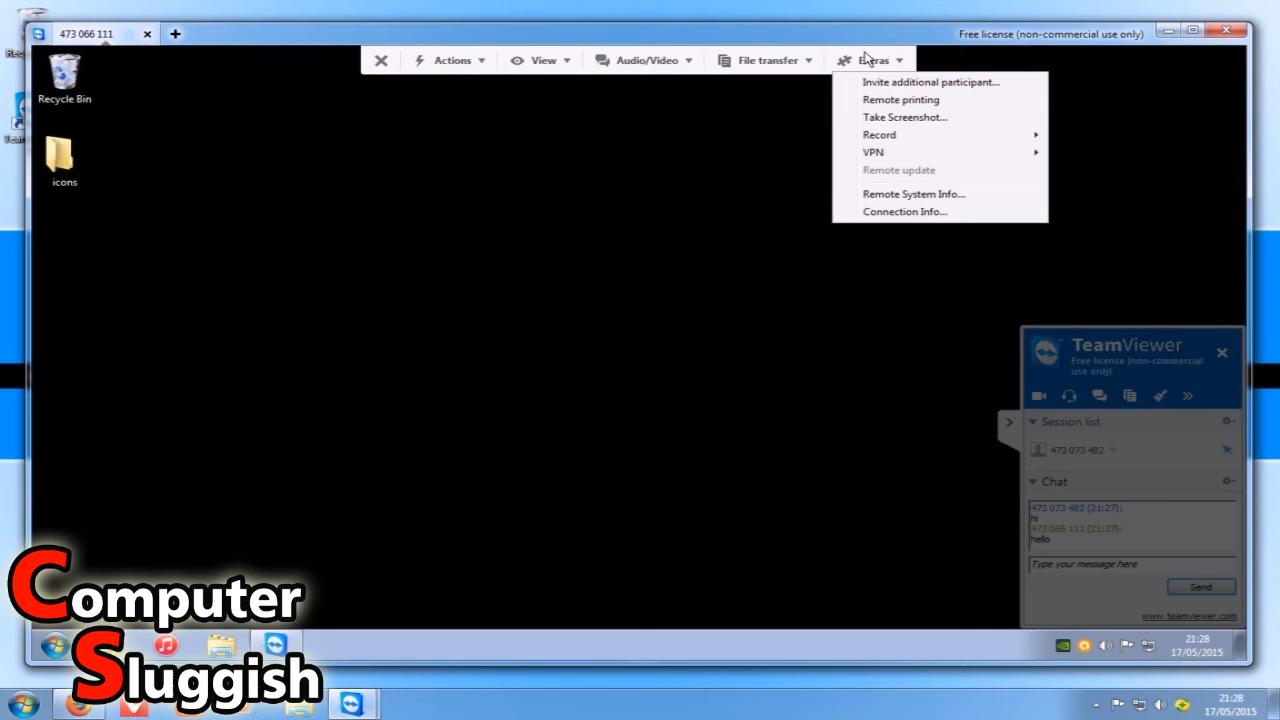 473 066 111
Free license (non-commercial use only)
Actions
View
Audio/Video
File transfer
Invite additional participant...
Remote printing
Take Screenshot...
Record
VPN
Remote update
Remote System Info...
Connection Info...
Recycle Bin
icons
TeamViewer
Free license (non-commercial
use only)
Session list
473 073 482
Chat
473 073 482 (21:27):
hi
473 066 111 (21:27):
hello
Type your message here
Send
www.teamviewer.com
Computer
Sluggish
21:28
17/05/2015
21:28
17/05/2015